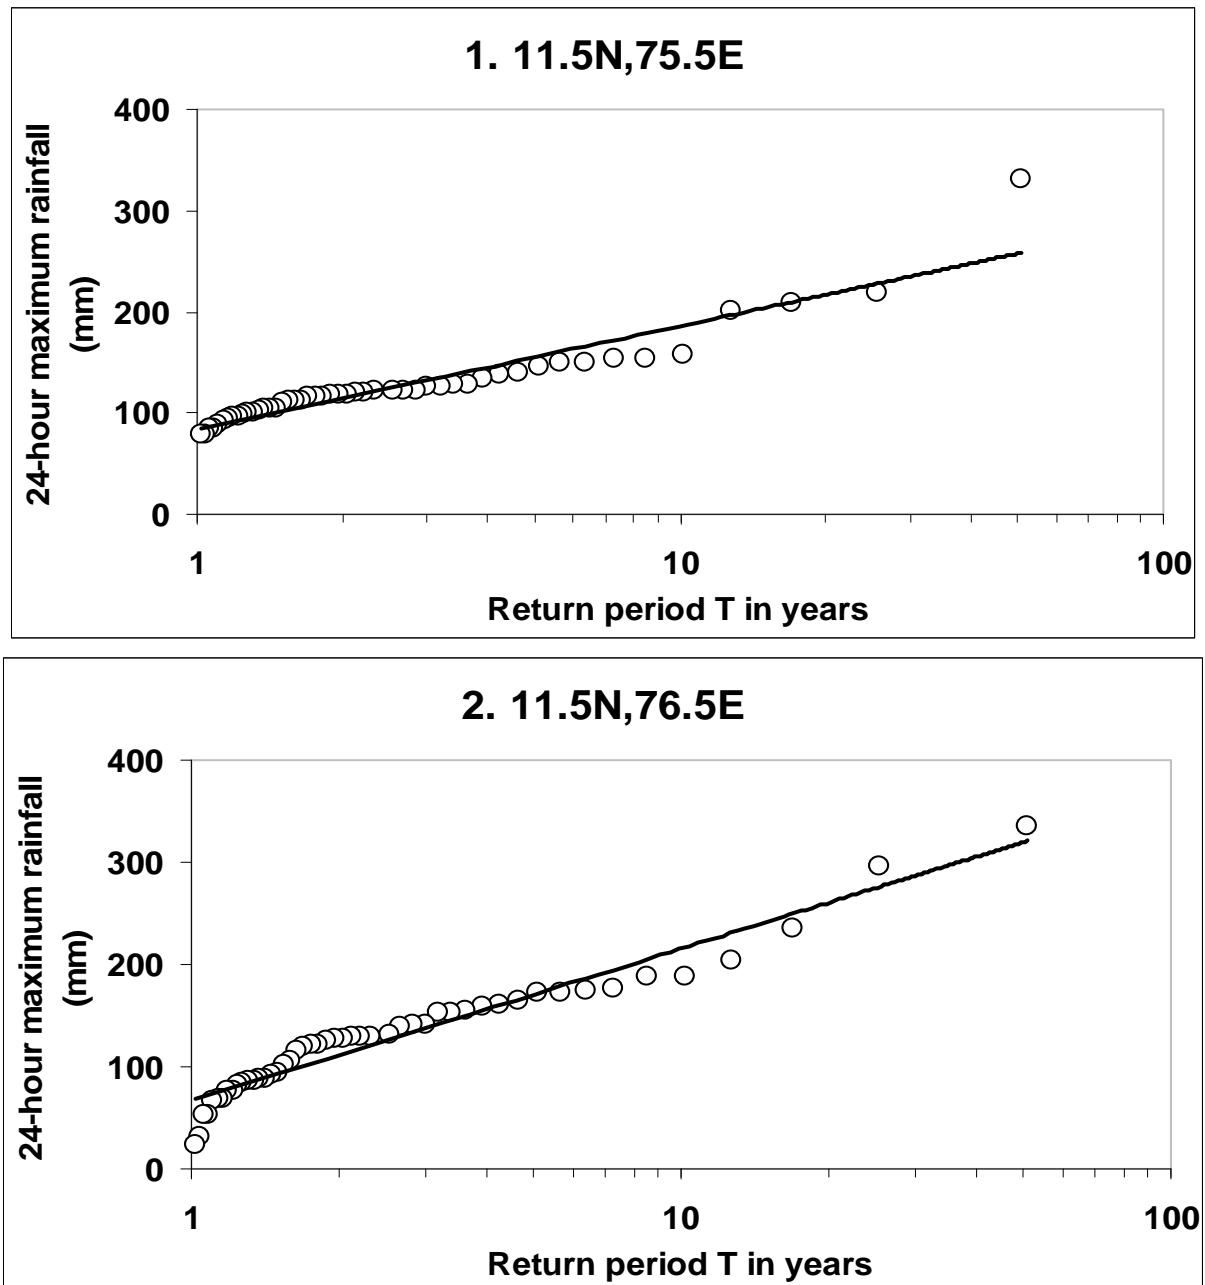 1. 11.5N,75.5E
24-hour maximum rainfall
(mm)
400
300
200
100
0
1
10
100
Return period T in years
2. 11.5N,76.5E
24-hour maximum rainfall
(mm)
400
300
200
100
0
1
10
100
Return period T in years